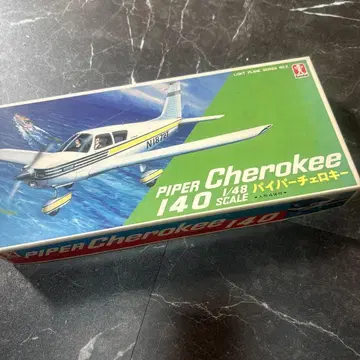 LIGHT PLANE SERIES NO.4
PIPER Cherokee
140 1/48 SCALE
パイパーチェロキー
PIPER Cherokee 140